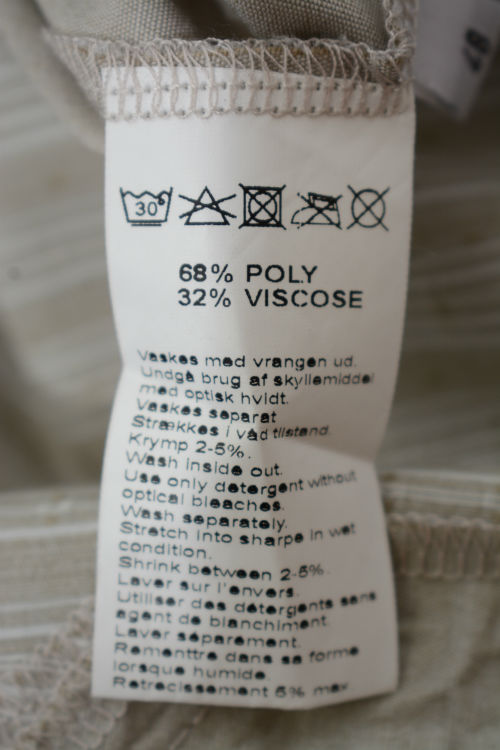 48
30
68% POLY
32% VISCOSE
Vaskes med vrangen ud.
Undgå brug af skyllemiddel
med optisk hvidt.
Vaskes separat
Strækkes i våd tilstand.
Krymp 2-5%.
Wash inside out.
Use only detergent without
optical bleaches.
Wash separately.
Stretch into sharpe in wet
condition.
Shrink between 2-5%.
Laver sur l'envers.
Utiliser des détergents sans
agent de blanchiment.
Laver séparément.
Rementtre dans sa forme
lorsque humide.
Retrecissement 5% max.